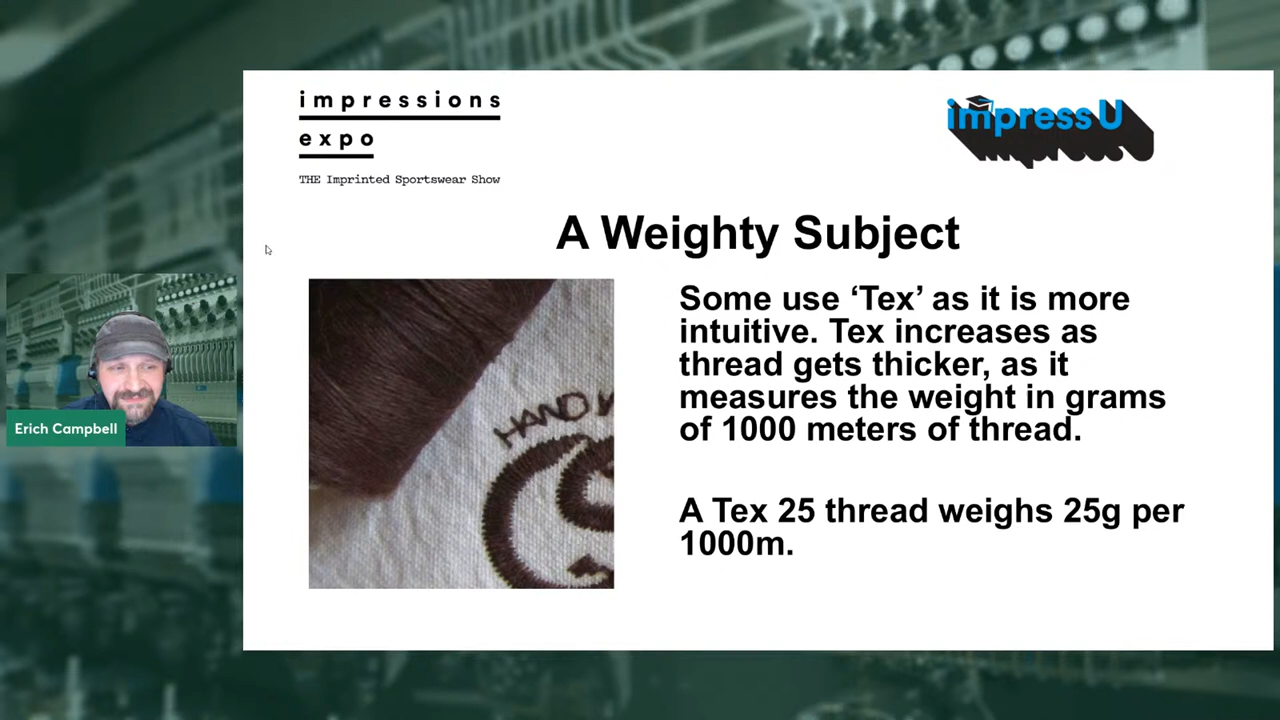 impressions
expo
THE Imprinted Sportswear Show
impress U
A Weighty Subject
Some use ‘Tex’ as it is more
intuitive. Tex increases as
thread gets thicker, as it
measures the weight in grams
of 1000 meters of thread.
A Tex 25 thread weighs 25g per
1000m.
HAND
Erich Campbell